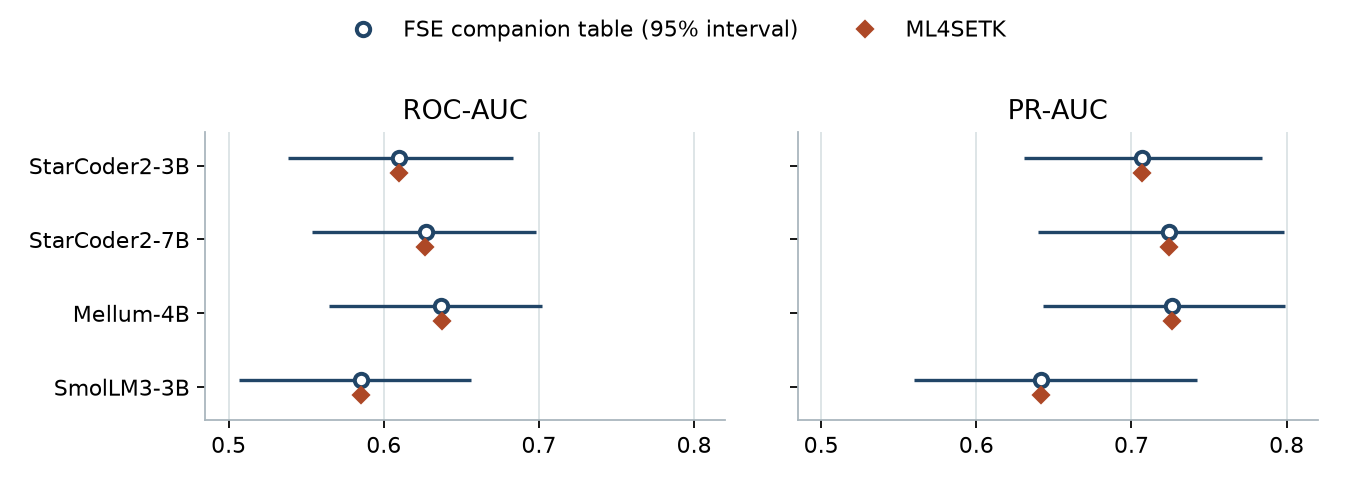 FSE companion table (95% interval) ML4SETK
ROC-AUC PR-AUC
StarCoder2-3B
StarCoder2-7B
Mellum-4B
SmolLM3-3B
0.5 0.6 0.7 0.8 0.5 0.6 0.7 0.8